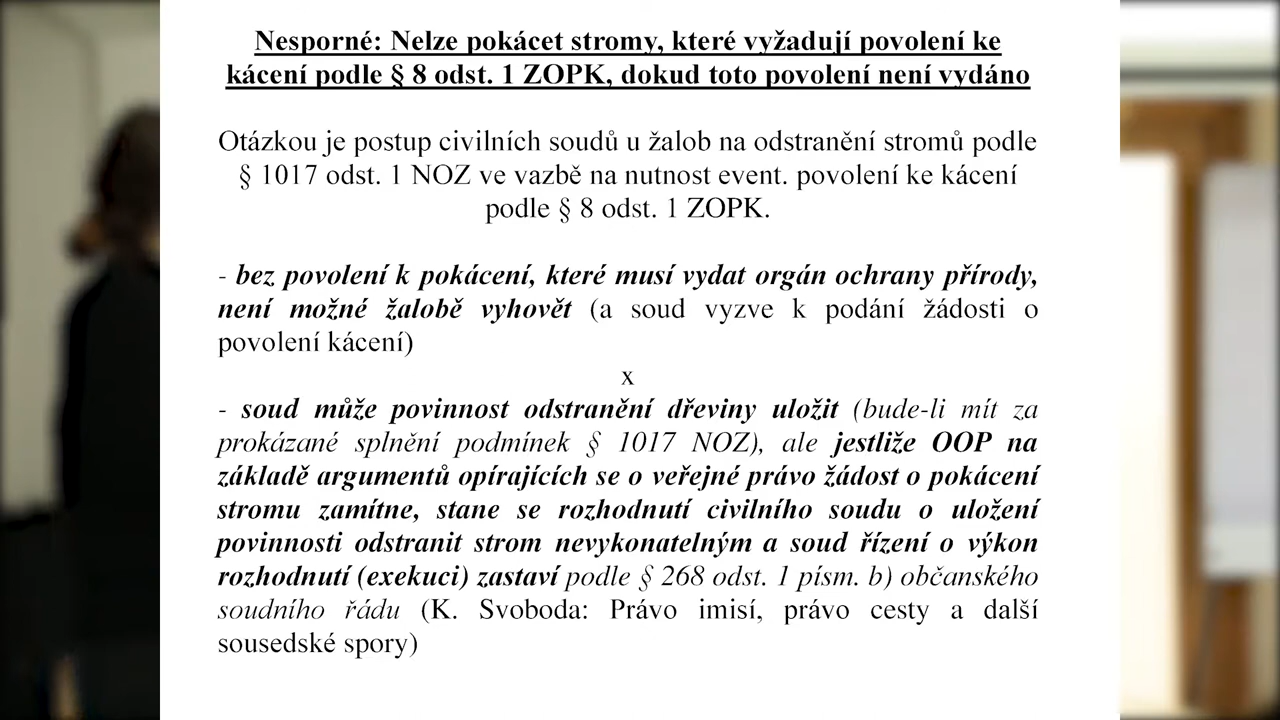 Nesporné: Nelze pokácet stromy, které vyžadují povolení ke
kácení podle § 8 odst. 1 ZOPK, dokud toto povolení není vydáno
Otázkou je postup civilních soudů u žalob na odstranění stromů podle
§ 1017 odst. 1 NOZ ve vazbě na nutnost event. povolení ke kácení
podle § 8 odst. 1 ZOPK.
- bez povolení k pokácení, které musí vydat orgán ochrany přírody,
není možné žalobě vyhovět (a soud vyzve k podání žádosti o
povolení kácení)
x
- soud může povinnost odstranění dřeviny uložit (bude-li mít za
prokázané splnění podmínek § 1017 NOZ), ale jestliže OOP na
základě argumentů opírajících se o veřejné právo žádost o pokácení
stromu zamítne, stane se rozhodnutí civilního soudu o uložení
povinnosti odstranit strom nevykonatelným a soud řízení o výkon
rozhodnutí (exekuci) zastaví podle § 268 odst. 1 písm. b) občanského
soudního řádu (K. Svoboda: Právo imisí, právo cesty a další
sousedské spory)